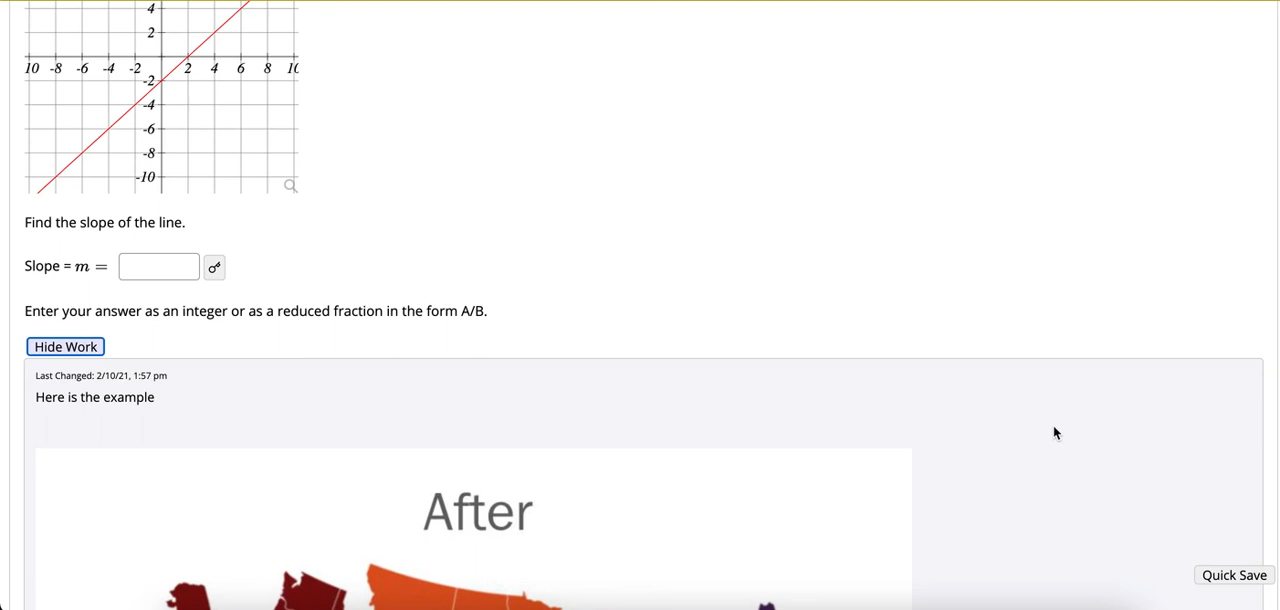 4
2
10 -8 -6 -4 -2 2 4 6 8 10
-2
-4
-6
-8
-10
Find the slope of the line.
Slope = m =
Enter your answer as an integer or as a reduced fraction in the form A/B.
Hide Work
Last Changed: 2/10/21, 1:57 pm
Here is the example
After
Quick Save